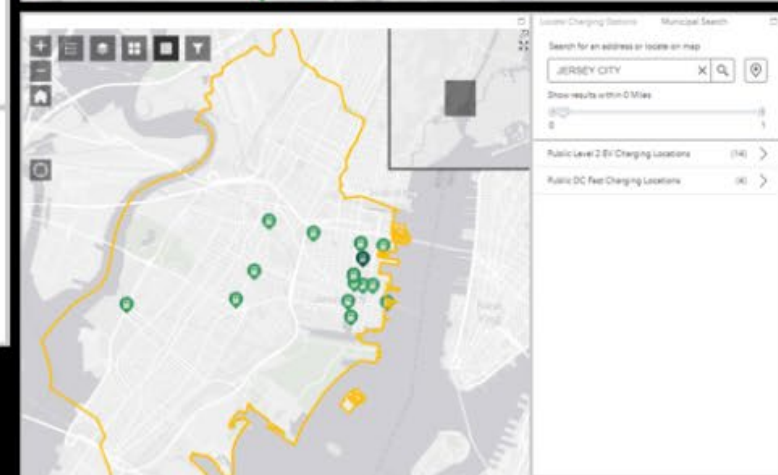 Locate Charging Stations
Municipal Search
Search for an address or locate on map
JERSEY CITY
Show results within 0 Miles
0
1
Public Level 2 EV Charging Locations (14)
Public DC Fast Charging Locations (4)